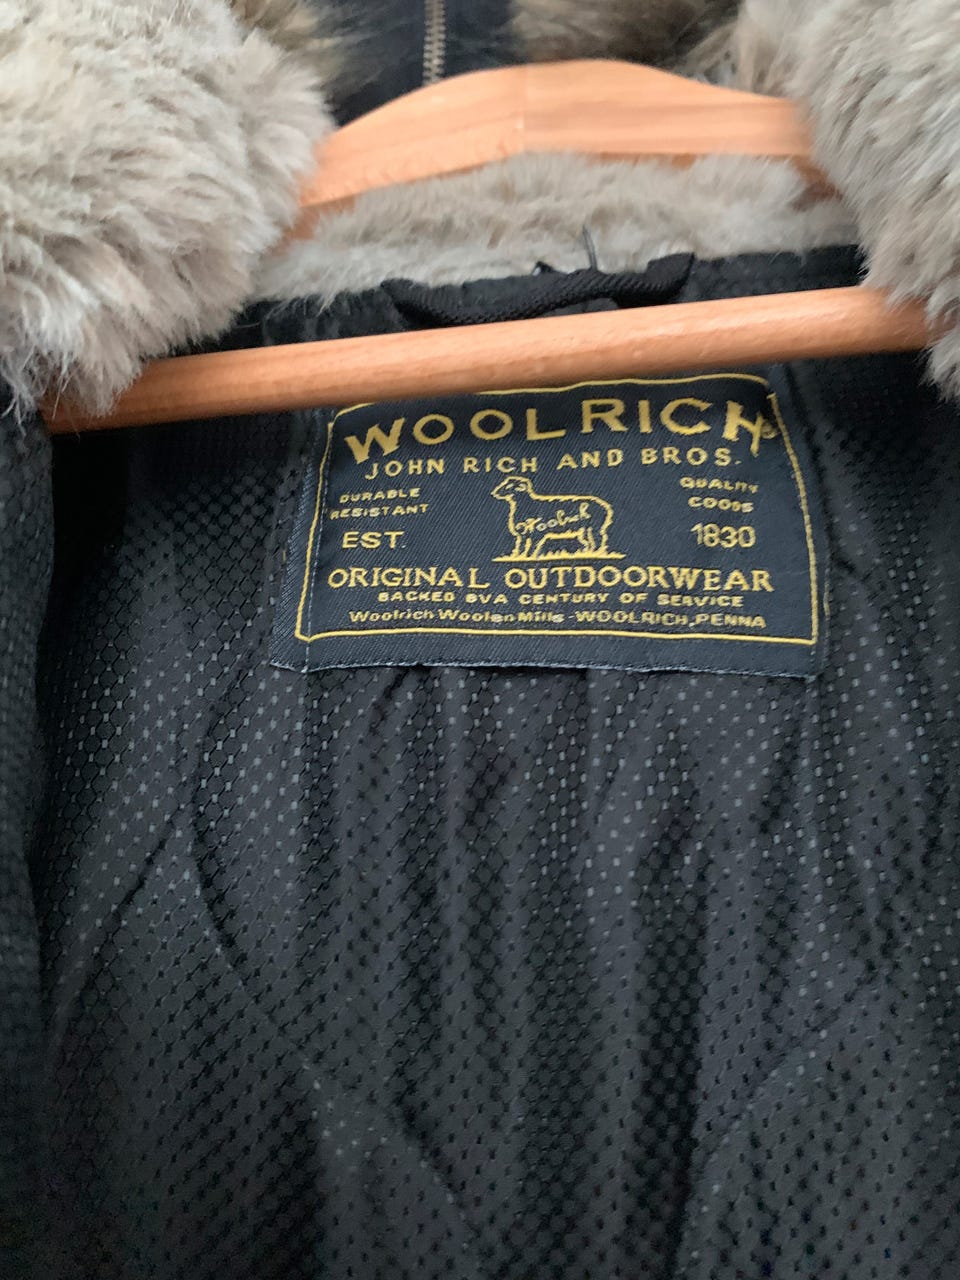 WOOLRICH®
JOHN RICH AND BROS.
DURABLE
RESISTANT
QUALITY
GOODS
Woolrich
EST.
1830
ORIGINAL OUTDOORWEAR
BACKED BY A CENTURY OF SERVICE
Woolrich Woolen Mills - WOOLRICH, PENNA